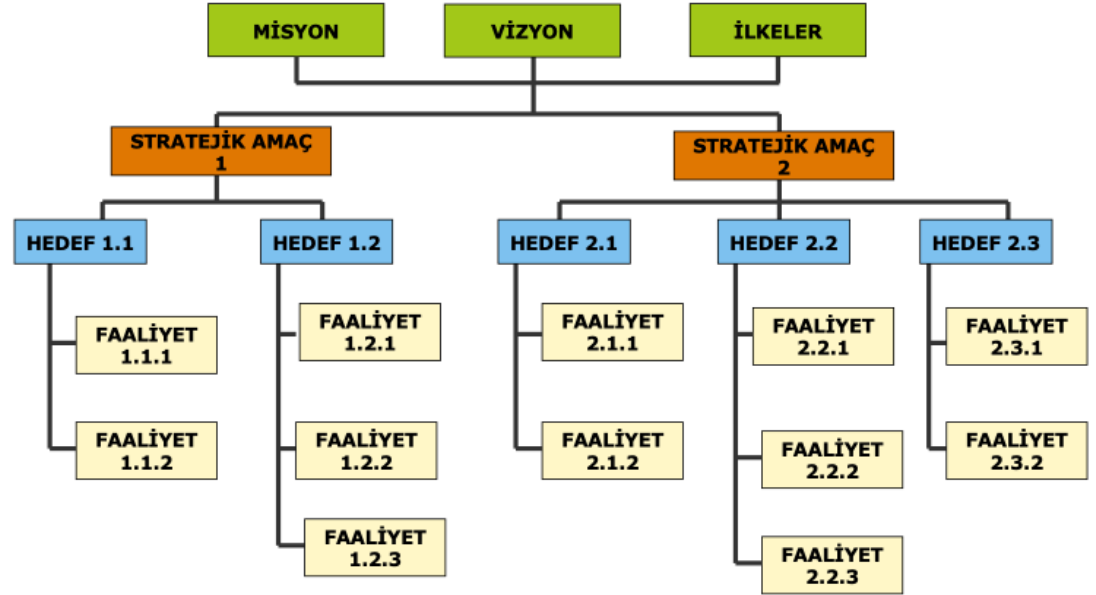 MİSYON
VİZYON
İLKELER
STRATEJİK AMAÇ
1
STRATEJİK AMAÇ
2
HEDEF 1.1
HEDEF 1.2
HEDEF 2.1
HEDEF 2.2
HEDEF 2.3
FAALİYET
1.1.1
FAALİYET
1.2.1
FAALİYET
2.1.1
FAALİYET
2.2.1
FAALİYET
2.3.1
FAALİYET
1.1.2
FAALİYET
1.2.2
FAALİYET
2.1.2
FAALİYET
2.2.2
FAALİYET
2.3.2
FAALİYET
1.2.3
FAALİYET
2.2.3